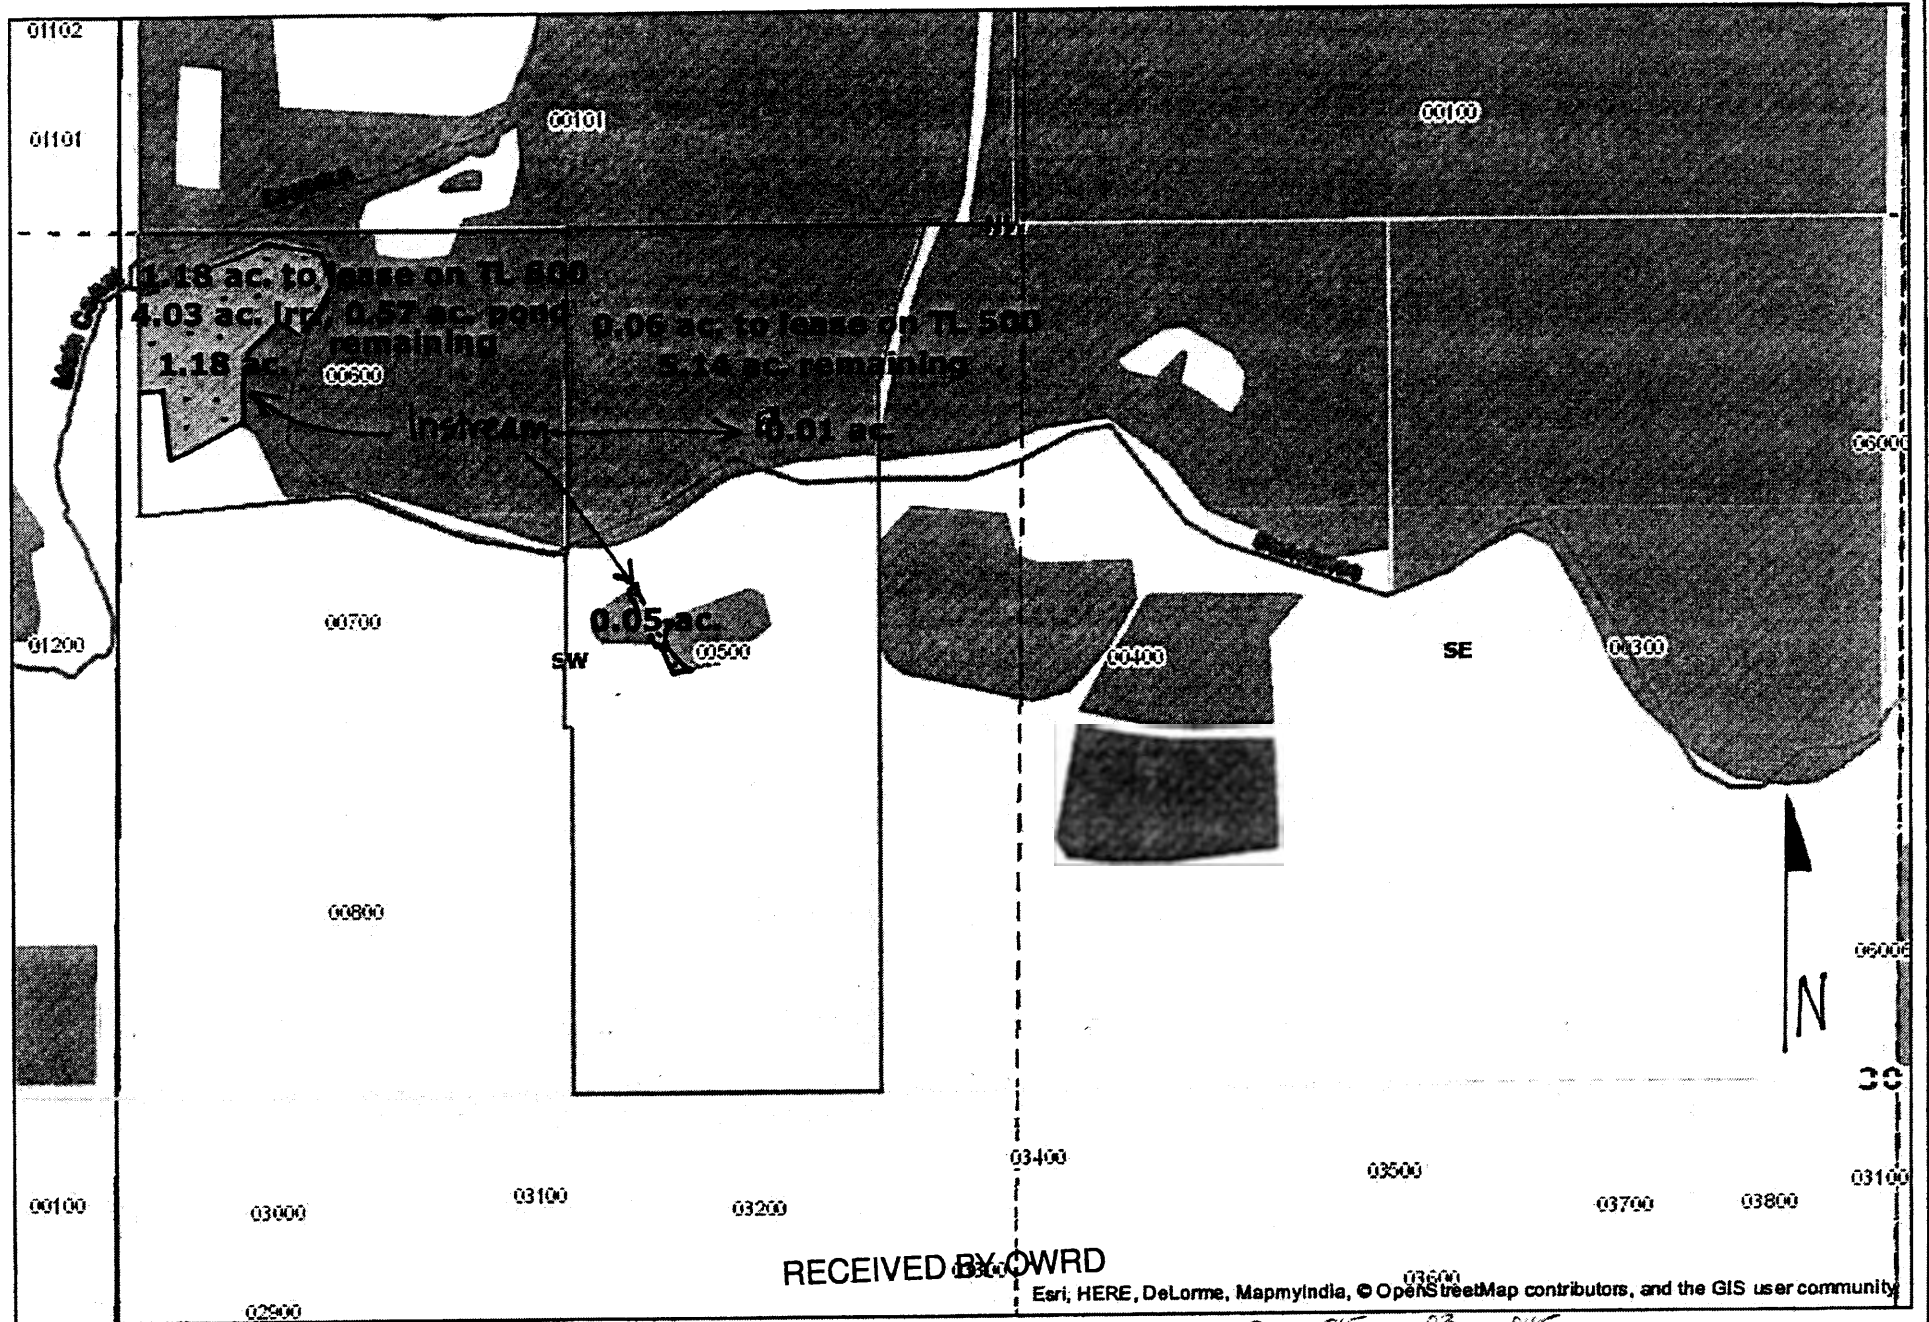 01102
00101
00100
01101
Main Canal
1.18 ac. to lease on TL 600
4.03 ac. irr., 0.57 ac. pond
remaining
1.18 ac.
00600
0.06 ac. to lease on TL 500
5.14 ac. remaining
Instream
0.01 ac.
06000
0.05 ac.
00700
00500
SW
01200
00400
SE
00300
00800
06006
N
03400
03500
03100
00100
03000
03100
03200
03700
03800
RECEIVED BY OWRD
03300
03600
Esri, HERE, DeLorme, MapmyIndia, © OpenStreetMap contributors, and the GIS user community
02900